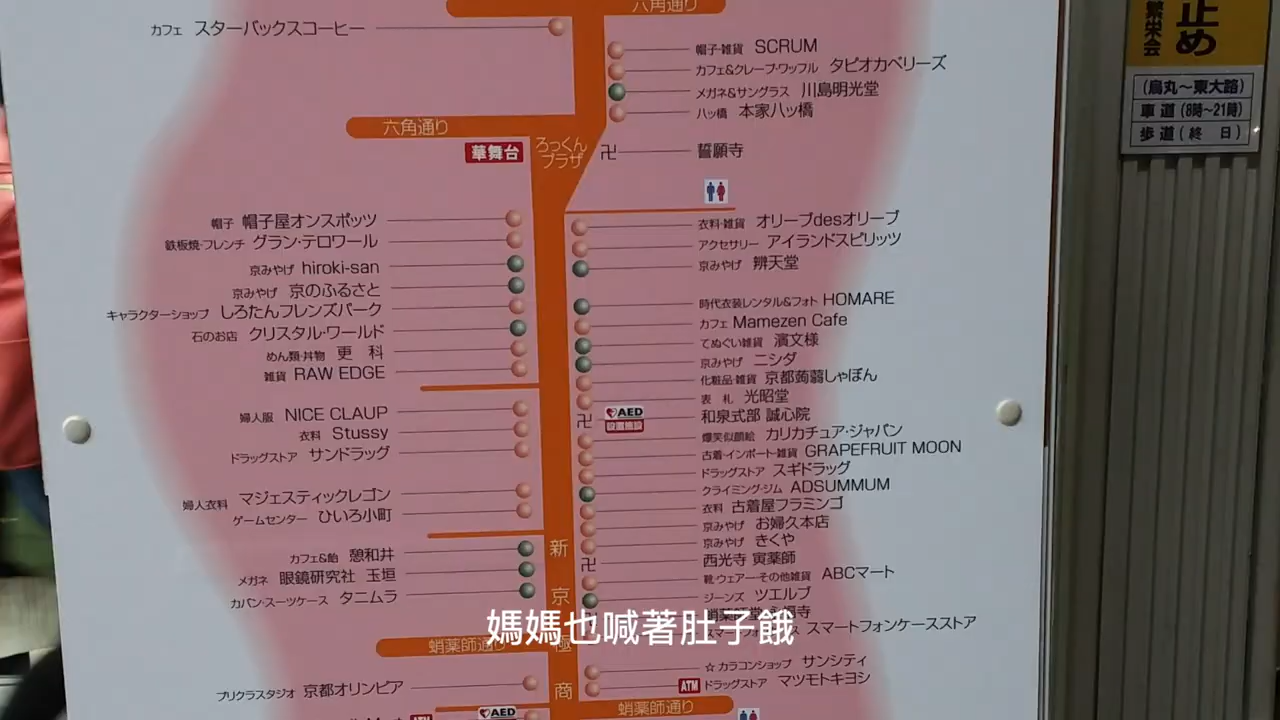 六角通り
カフェ スターバックスコーヒー
帽子・雑貨 SCRUM
カフェ&クレープ・ワッフル タピオカベリーズ
メガネ&サングラス 川島明光堂
八ッ橋 本家八ッ橋
六角通り
華舞台
ろっくん
プラザ
卍 誓願寺
帽子 帽子屋オンスポッツ
鉄板焼・フレンチ グラン・テロワール
京みやげ hiroki-san
京みやげ 京のふるさと
キャラクターショップ しろたんフレンズパーク
石のお店 クリスタル・ワールド
めん類・丼物 更 科
雑貨 RAW EDGE
婦人服 NICE CLAUP
衣料 Stussy
ドラッグストア サンドラッグ
婦人衣料 マジェスティックレゴン
ゲームセンター ひいろ小町
カフェ&飴 憩和井
メガネ 眼鏡研究社 玉垣
カバン・スーツケース タニムラ
蛸薬師通り
プリクラスタジオ 京都オリンピア
ATM
AED
衣料・雑貨 オリーブdesオリーブ
アクセサリー アイランドスピリッツ
京みやげ 辨天堂
時代衣装レンタル&フォト HOMARE
カフェ Mamezen Cafe
てぬぐい雑貨 濱文様
京みやげ ニシダ
化粧品・雑貨 京都蒟蒻しゃぼん
表 札 光昭堂
卍 AED 設置施設 和泉式部 誠心院
爆笑似顔絵 カリカチュア・ジャパン
古着・インポート・雑貨 GRAPEFRUIT MOON
ドラッグストア スギドラッグ
クライミング・ジム ADSUMMUM
衣料 古着屋フラミンゴ
京みやげ お婦久本店
京みやげ きくや
卍 西光寺 寅薬師
靴・ウェアー・その他雑貨 ABCマート
ジーンズ ツエルブ
スマートフォンケースストア
☆カラコンショップ サンシティ
ATM ドラッグストア マツモトキヨシ
蛸薬師通り
新
京
極
商
媽媽也喊著肚子餓
繁栄会
止め
(烏丸〜東大路)
車 道 (8時〜21時)
歩 道 ( 終 日 )